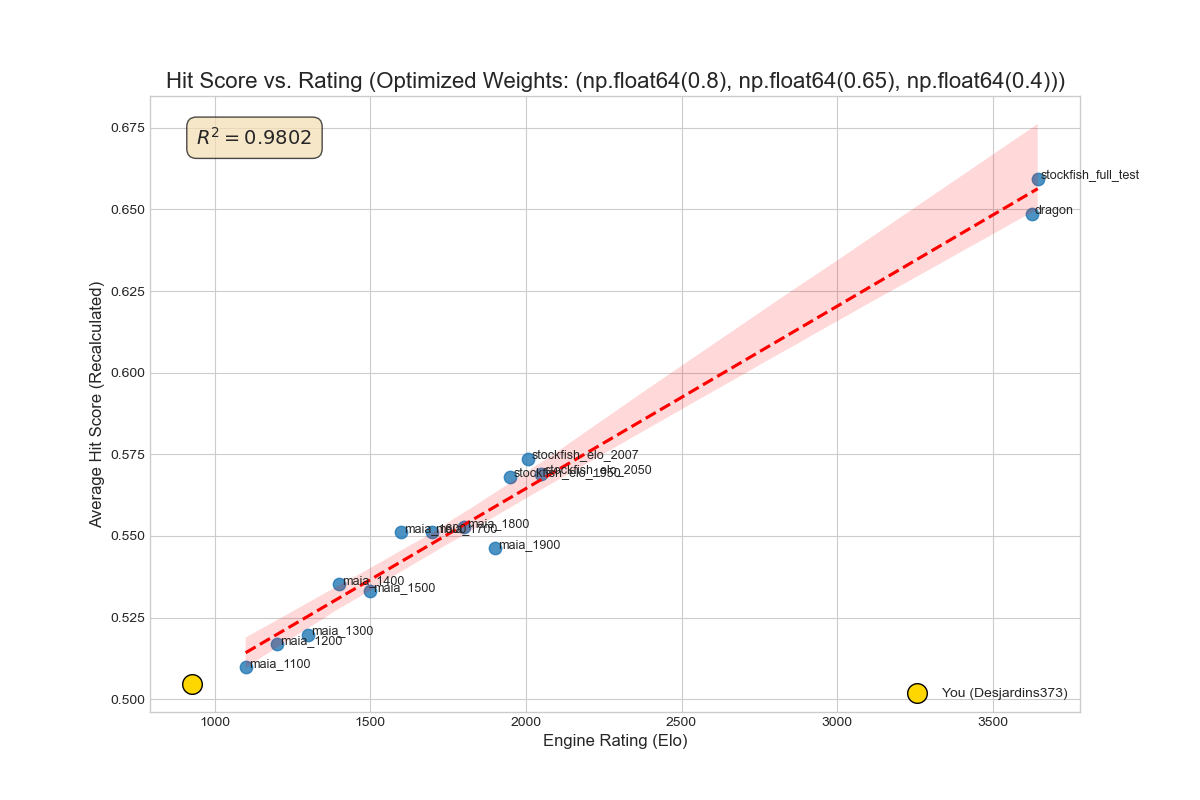 Hit Score vs. Rating (Optimized Weights: (np.float64(0.8), np.float64(0.65), np.float64(0.4)))
R² = 0.9802
Average Hit Score (Recalculated)
0.675
0.650
0.625
0.600
0.575
0.550
0.525
0.500
stockfish_full_test
dragon
stockfish_elo_2007
stockfish_elo_2050
stockfish_elo_1950
maia_1800
maia_1700
maia_1600
maia_1900
maia_1400
maia_1500
maia_1300
maia_1200
maia_1100
You (Desjardins373)
1000
1500
2000
2500
3000
3500
Engine Rating (Elo)